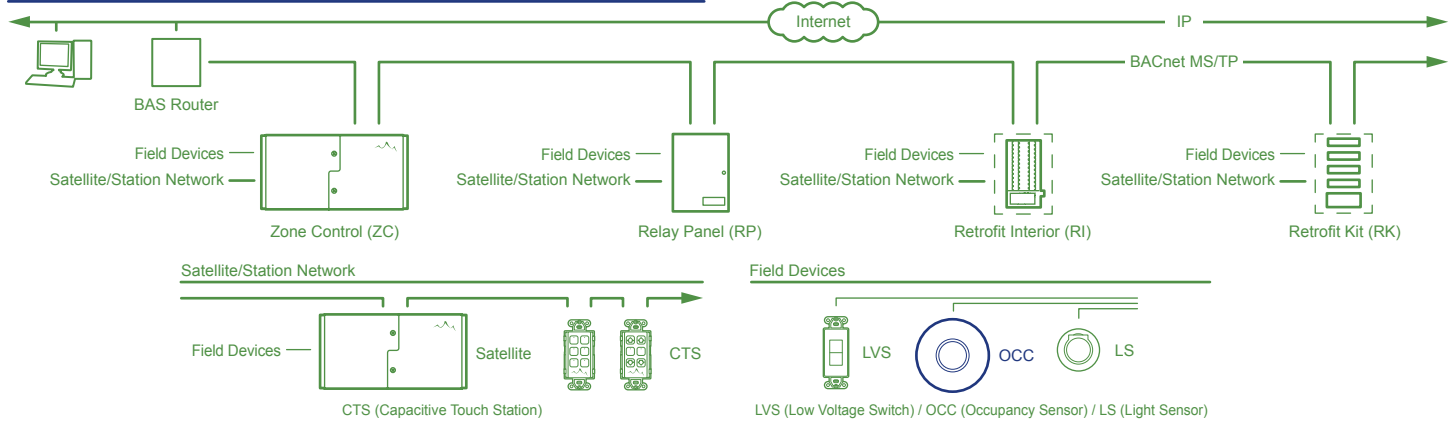 Internet
IP
BACnet MS/TP
BAS Router
Field Devices
Satellite/Station Network
Zone Control (ZC)
Field Devices
Satellite/Station Network
Relay Panel (RP)
Field Devices
Satellite/Station Network
Retrofit Interior (RI)
Field Devices
Satellite/Station Network
Retrofit Kit (RK)
Satellite/Station Network
Field Devices
Satellite
CTS
CTS (Capacitive Touch Station)
Field Devices
LVS
OCC
LS
LVS (Low Voltage Switch) / OCC (Occupancy Sensor) / LS (Light Sensor)